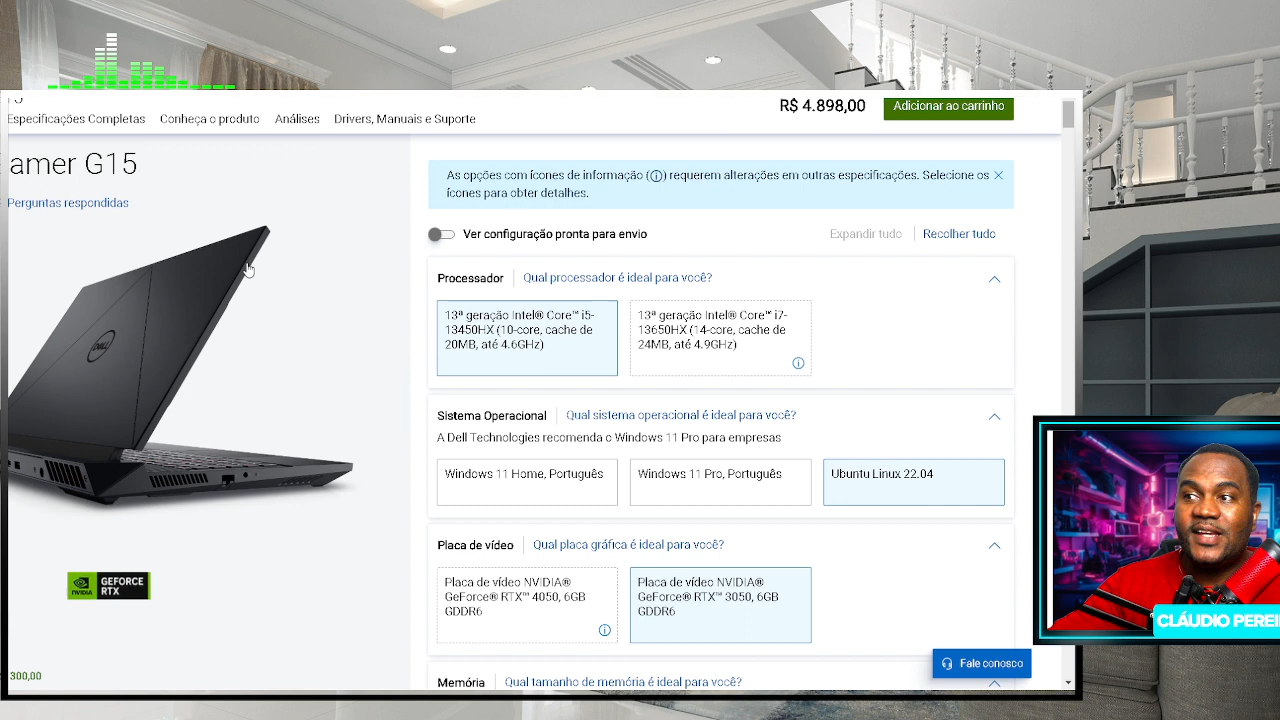 R$ 4.898,00
Adicionar ao carrinho
Especificações Completas
Conheça o produto
Análises
Drivers, Manuais e Suporte
amer G15
Perguntas respondidas
As opções com ícones de informação (i) requerem alterações em outras especificações. Selecione os
ícones para obter detalhes.
Ver configuração pronta para envio
Expandir tudo
Recolher tudo
Processador
Qual processador é ideal para você?
13ª geração Intel® Core™ i5-
13450HX (10-core, cache de
20MB, até 4.6GHz)
13ª geração Intel® Core™ i7-
13650HX (14-core, cache de
24MB, até 4.9GHz)
Sistema Operacional
Qual sistema operacional é ideal para você?
A Dell Technologies recomenda o Windows 11 Pro para empresas
Windows 11 Home, Português
Windows 11 Pro, Português
Ubuntu Linux 22.04
Placa de vídeo
Qual placa gráfica é ideal para você?
Placa de vídeo NVIDIA®
GeForce® RTX™ 4050, 6GB
GDDR6
Placa de vídeo NVIDIA®
GeForce® RTX™ 3050, 6GB
GDDR6
Memória
Qual tamanho de memória é ideal para você?
Fale conosco
DELL
NVIDIA
GEFORCE
RTX
300,00
CLÁUDIO PEREI